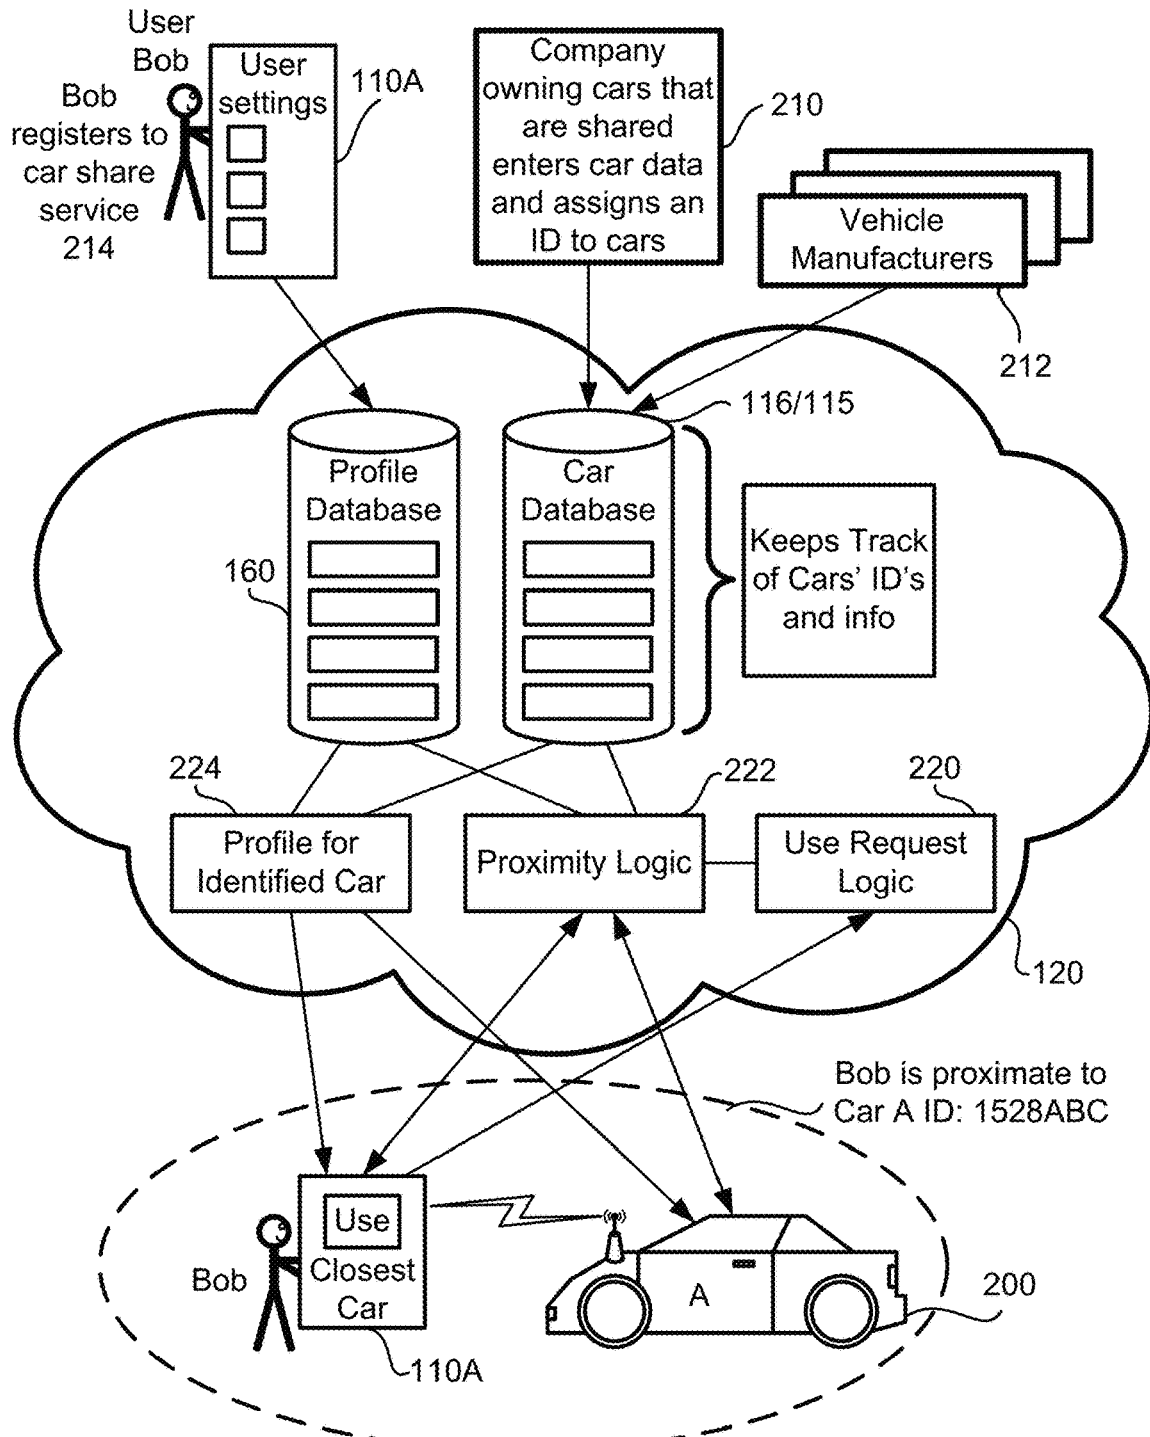 User
Bob
Bob
registers to
car share
service
214
User
settings
110A
Company
owning cars that
are shared
enters car data
and assigns an
ID to cars
210
Vehicle
Manufacturers
212
116/115
Profile
Database
Car
Database
160
Keeps Track
of Cars' ID's
and info
224
222
220
Profile for
Identified Car
Proximity Logic
Use Request
Logic
120
Bob is proximate to
Car A ID: 1528ABC
Use
Closest
Car
Bob
A
200
110A